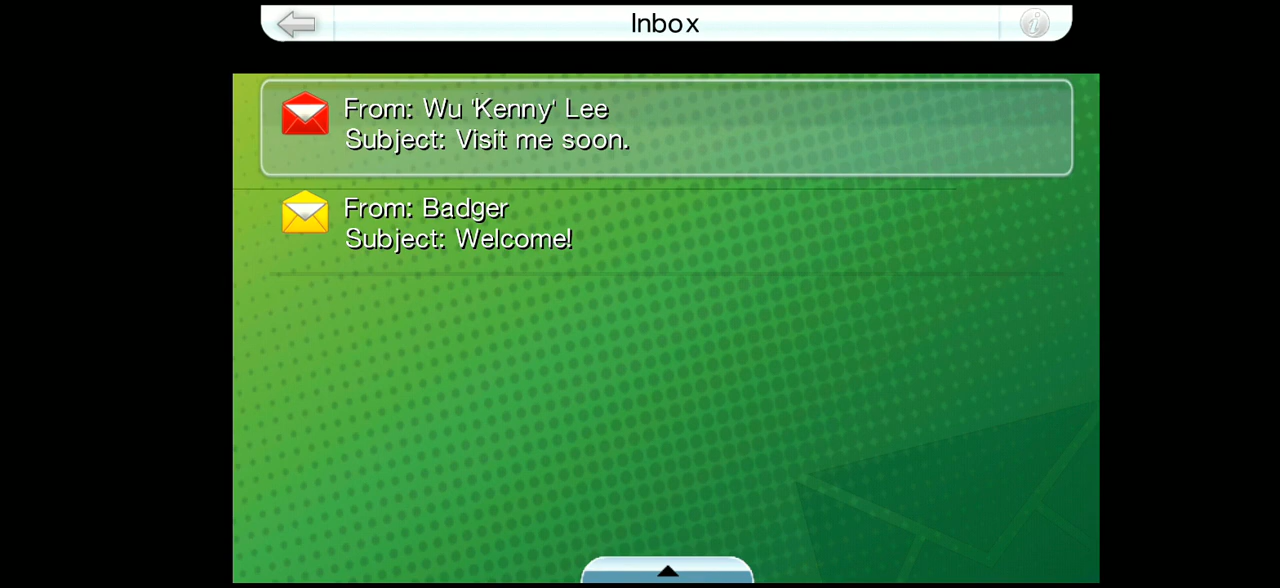 Inbox
From: Wu 'Kenny' Lee
Subject: Visit me soon.
From: Badger
Subject: Welcome!